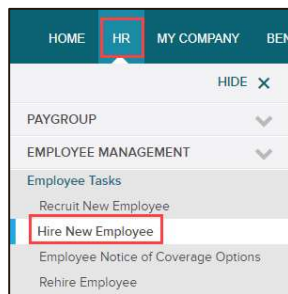 HOME HR MY COMPANY BEN
HIDE X
PAYGROUP
EMPLOYEE MANAGEMENT
Employee Tasks
Recruit New Employee
Hire New Employee
Employee Notice of Coverage Options
Rehire Employee